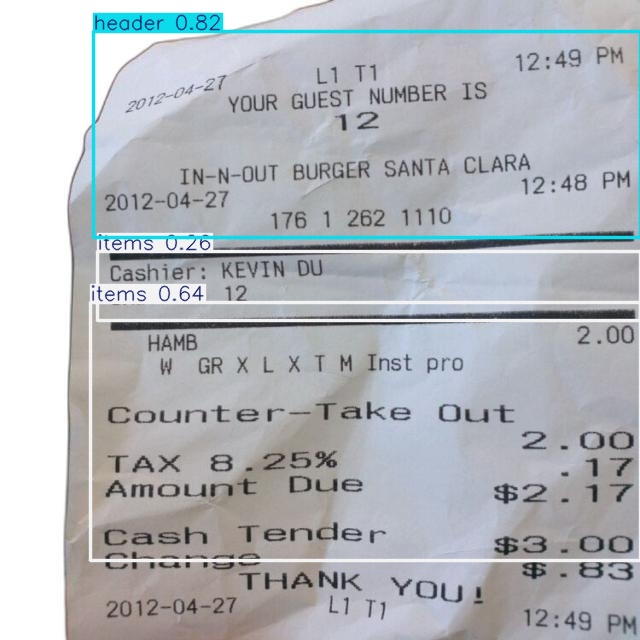 header 0.82
L1 T1 12:49 PM
2012-04-27
YOUR GUEST NUMBER IS
12
IN-N-OUT BURGER SANTA CLARA
2012-04-27 12:48 PM
176 1 262 1110
items 0.26
Cashier: KEVIN DU
items 0.64
12
HAMB 2.00
W GR X L X T M Inst pro
Counter-Take Out
2.00
TAX 8.25% .17
Amount Due $2.17
Cash Tender $3.00
Change $.83
THANK YOU!
2012-04-27 L1 T1 12:49 PM